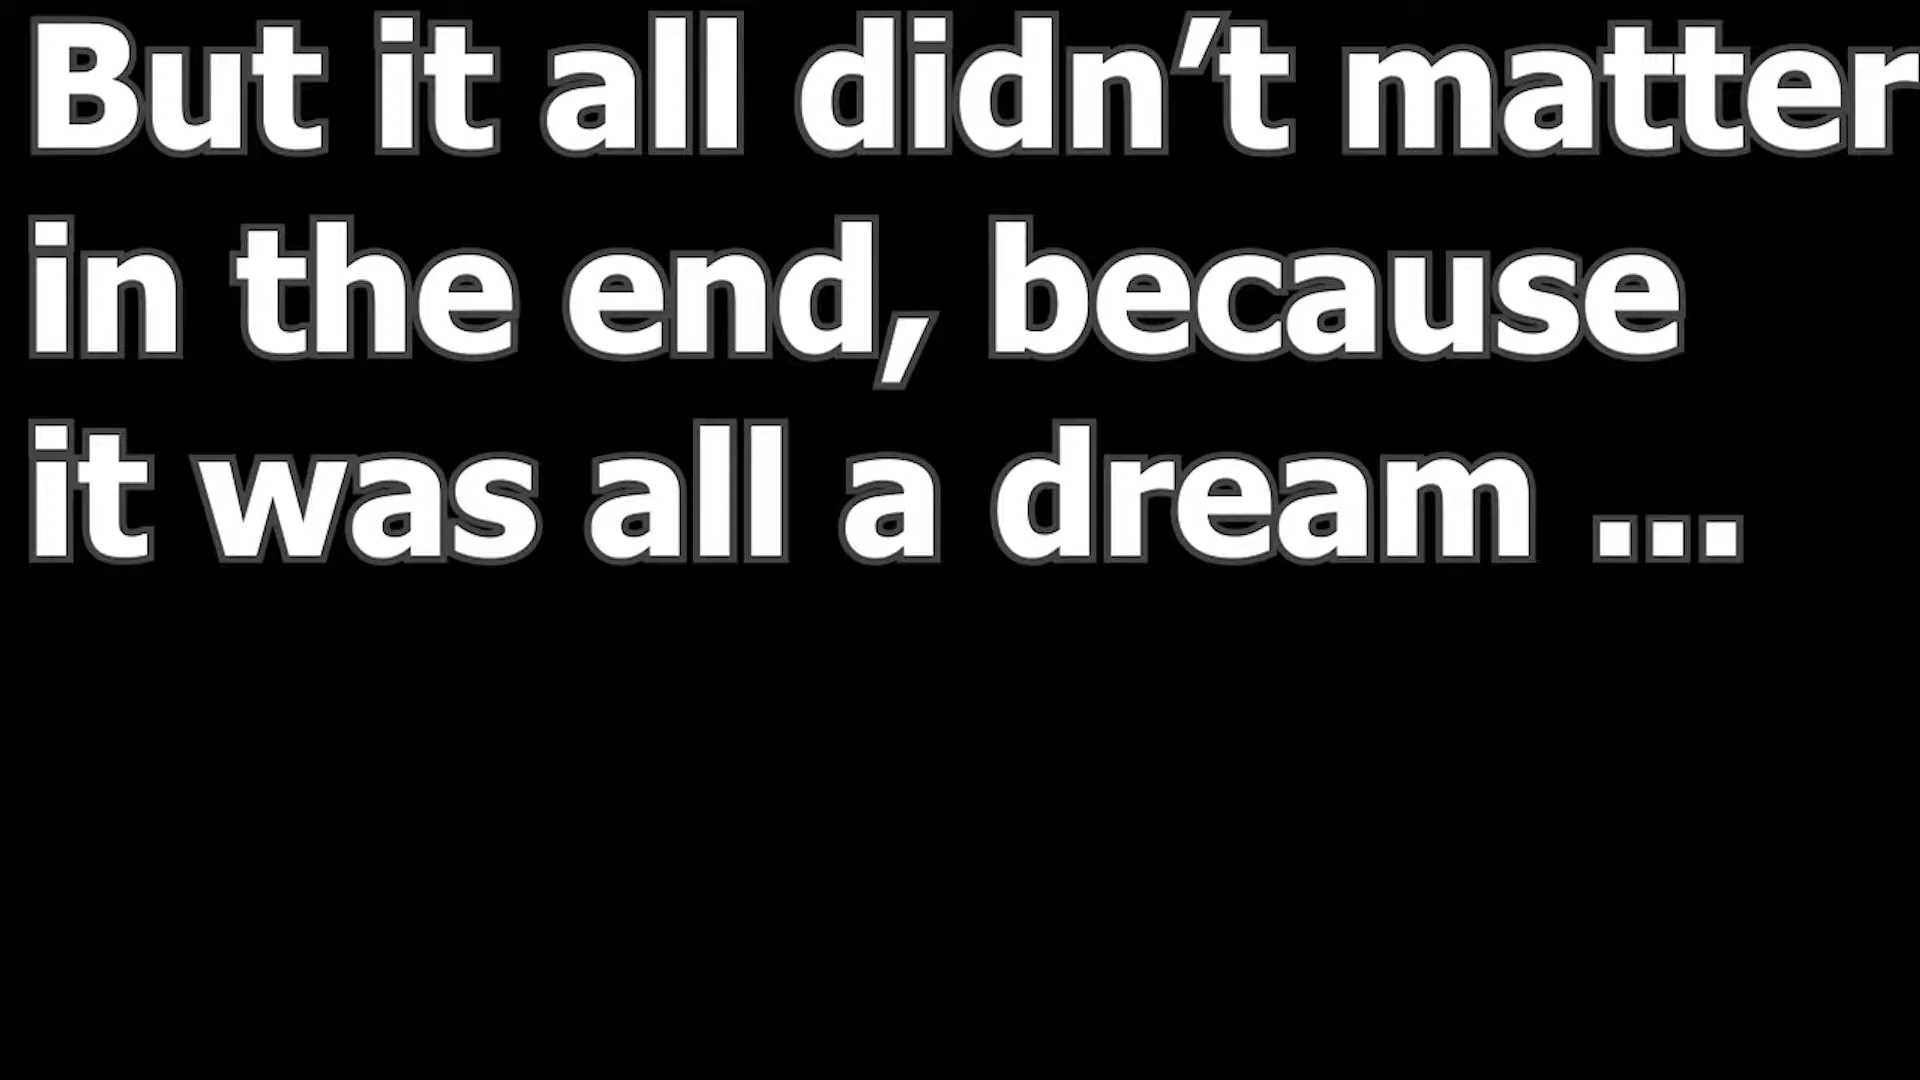 But it all didn’t matter
in the end, because
it was all a dream ...